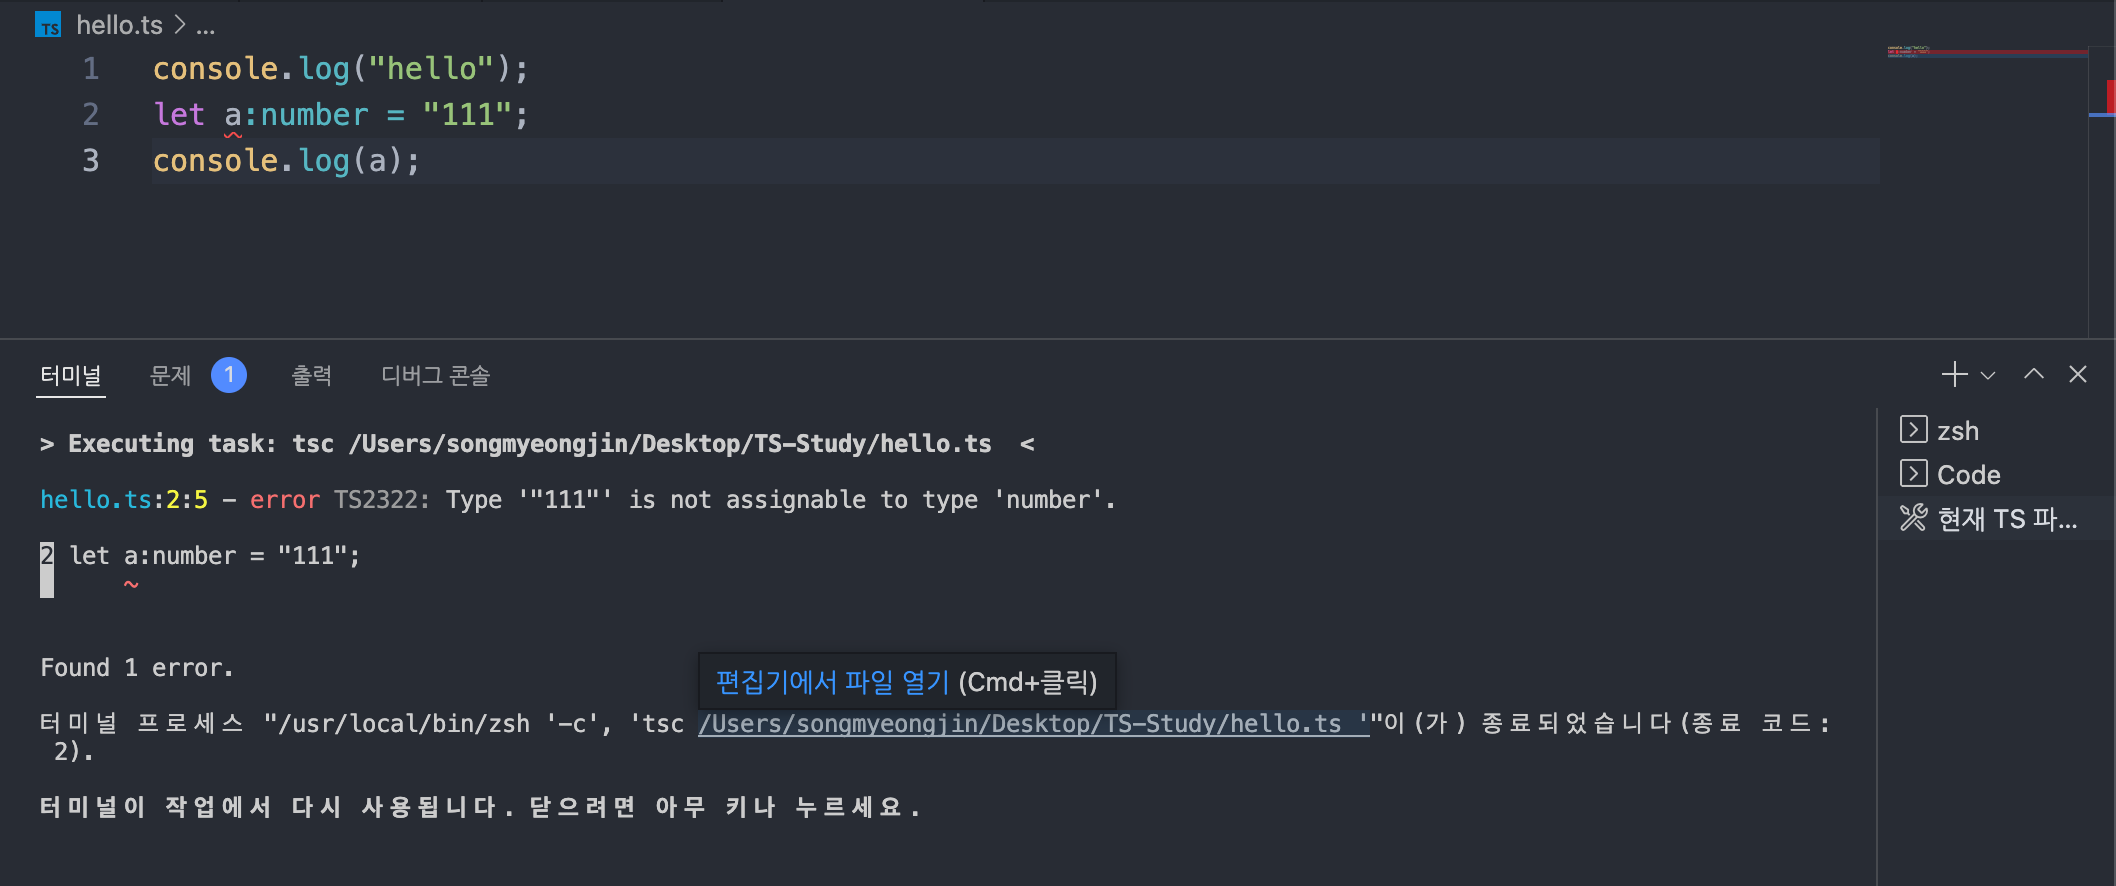 TS hello.ts > ...
1 console.log("hello");
2 let a:number = "111";
3 console.log(a);
터미널 문제 1 출력 디버그 콘솔
> Executing task: tsc /Users/songmyeongjin/Desktop/TS-Study/hello.ts <
hello.ts:2:5 - error TS2322: Type '"111"' is not assignable to type 'number'.
2 let a:number = "111";
~
Found 1 error.
편집기에서 파일 열기 (Cmd+클릭)
터미널 프로세스 "/usr/local/bin/zsh '-c', 'tsc /Users/songmyeongjin/Desktop/TS-Study/hello.ts '"이(가) 종료되었습니다(종료 코드:
2).
터미널이 작업에서 다시 사용됩니다. 닫으려면 아무 키나 누르세요.
zsh
Code
현재 TS 파...